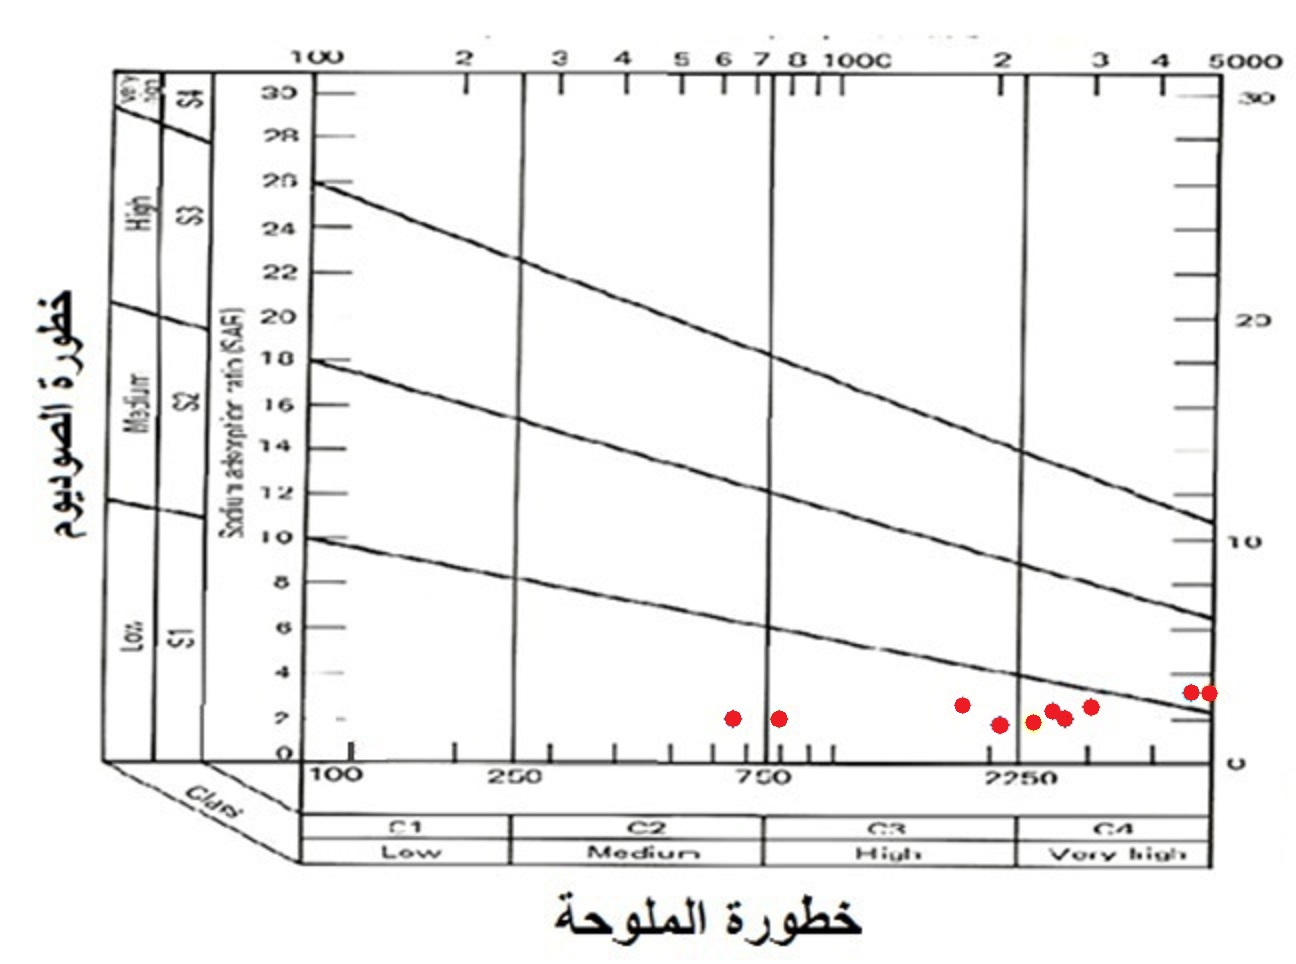 100 2 3 4 5 6 7 8 1000 2 3 4 5000
very high S4
High S3
Medium S2
Low S1
خطورة الصوديوم
Sodium adsorption ratio (SAR)
30 30
28
26
24
22
20 20
18
16
14
12
10 10
8
6
4
2
0 0
100 250 750 2250
Class
C1 C2 C3 C4
Low Medium High Very high
خطورة الملوحة